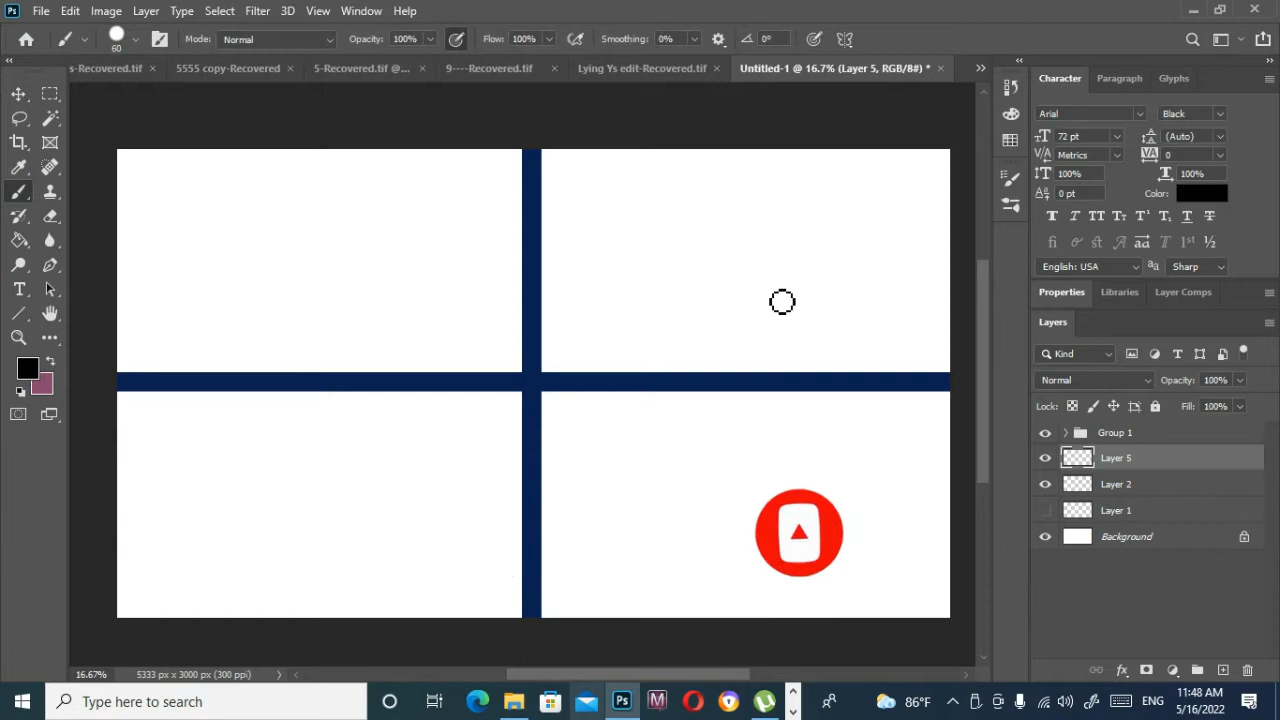 Ps File Edit Image Layer Type Select Filter 3D View Window Help
60 Mode: Normal Opacity: 100% Flow: 100% Smoothing: 0% 0°
s-Recovered.tif 5555 copy-Recovered 5-Recovered.tif @... 9----Recovered.tif Lying Ys edit-Recovered.tif Untitled-1 @ 16.7% (Layer 5, RGB/8#) *
Character Paragraph Glyphs
Arial Black
72 pt (Auto)
Metrics 0
100% 100%
0 pt Color:
English: USA Sharp
Properties Libraries Layer Comps
Layers
Kind
Normal Opacity: 100%
Lock: Fill: 100%
Group 1
Layer 5
Layer 2
Layer 1
Background
16.67% 5333 px x 3000 px (300 ppi)
Type to search
86°F ENG
11:48 AM
5/16/2022